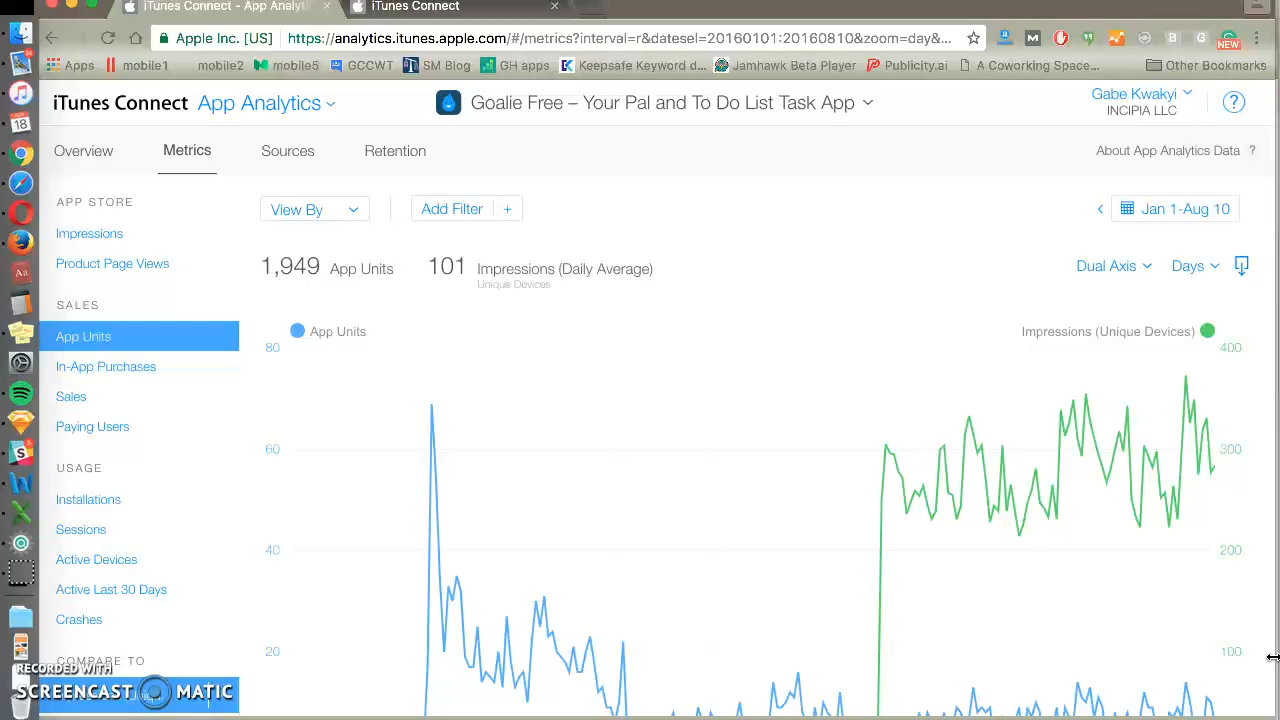 iTunes Connect - App Analytics
iTunes Connect
Apple Inc. [US] https://analytics.itunes.apple.com/#/metrics?interval=r&datesel=20160101:20160810&zoom=day&...
NEW
Apps mobile1 mobile2 mobile5 GCCWT SM Blog GH apps Keepsafe Keyword d... Jamhawk Beta Player Publicity.ai A Coworking Spac... Other Bookmarks
iTunes Connect App Analytics
Goalie Free – Your Pal and To Do List Task App
Gabe Kwakyi
INCIPIA LLC
?
Overview Metrics Sources Retention
About App Analytics Data ?
APP STORE
Impressions
Product Page Views
SALES
App Units
In-App Purchases
Sales
Paying Users
USAGE
Installations
Sessions
Active Devices
Active Last 30 Days
Crashes
COMPARE TO
View By
Add Filter +
Jan 1-Aug 10
1,949 App Units
101 Impressions (Daily Average)
Unique Devices
Dual Axis Days
App Units
Impressions (Unique Devices)
80 400
60 300
40 200
20 100
18
RECORDED WITH
SCREENCAST MATIC